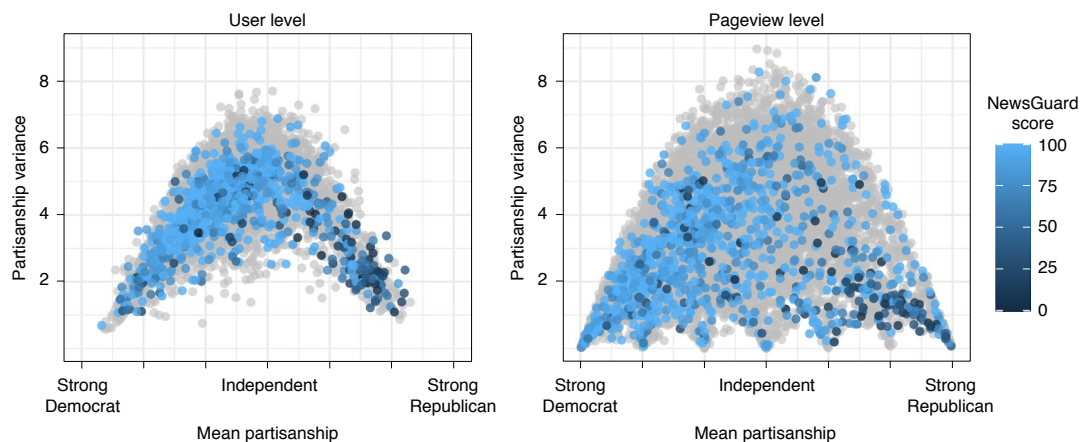 User level
Pageview level
Partisanship variance
8
6
4
2
Strong
Democrat
Independent
Strong
Republican
Mean partisanship
Partisanship variance
8
6
4
2
Strong
Democrat
Independent
Strong
Republican
Mean partisanship
NewsGuard
score
100
75
50
25
0